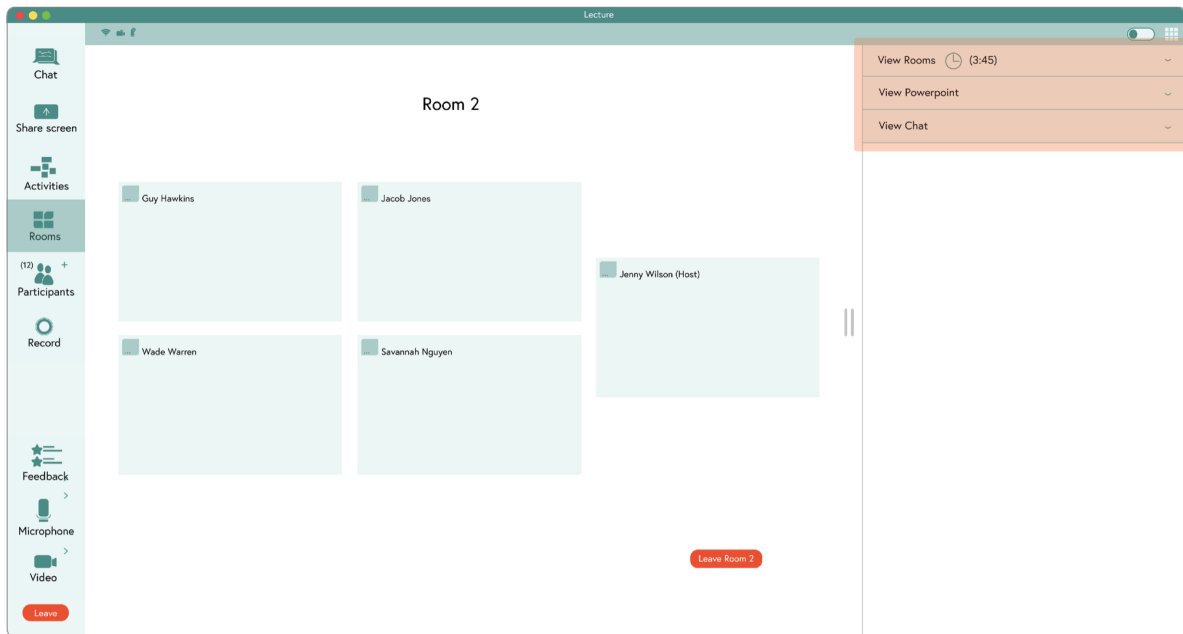 Lecture
Chat
Share screen
Activities
Rooms
(12) +
Participants
Record
Feedback
Microphone
Video
Leave
Room 2
Guy Hawkins
Jacob Jones
Jenny Wilson (Host)
Wade Warren
Savannah Nguyen
Leave Room 2
View Rooms (3:45)
View Powerpoint
View Chat